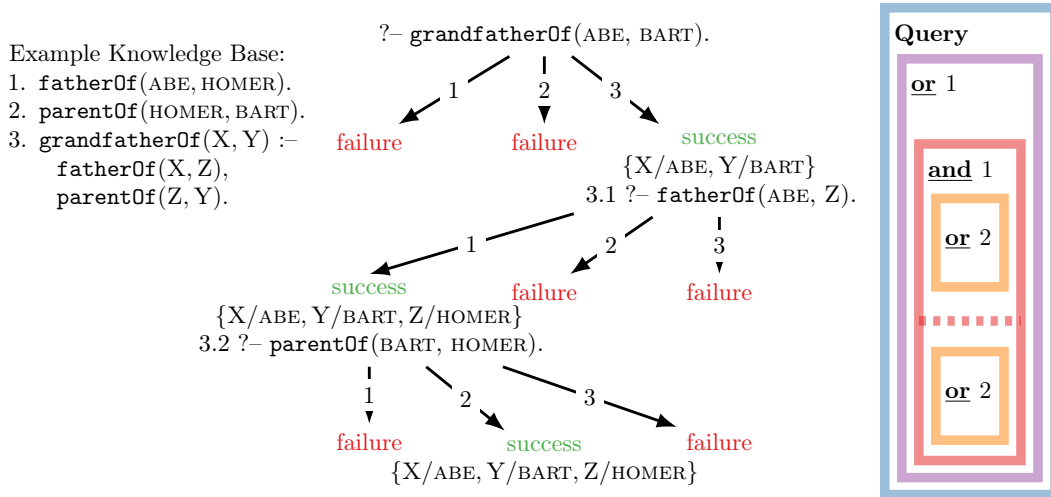 Example Knowledge Base:
1. fatherOf(ABE, HOMER).
2. parentOf(HOMER, BART).
3. grandfatherOf(X, Y) :–
fatherOf(X, Z),
parentOf(Z, Y).
?– grandfatherOf(ABE, BART).
1 2 3
failure failure success
{X/ABE, Y/BART}
3.1 ?– fatherOf(ABE, Z).
1 2 3
success failure failure
{X/ABE, Y/BART, Z/HOMER}
3.2 ?– parentOf(BART, HOMER).
1 2 3
failure success failure
{X/ABE, Y/BART, Z/HOMER}
Query
or 1
and 1
or 2
or 2